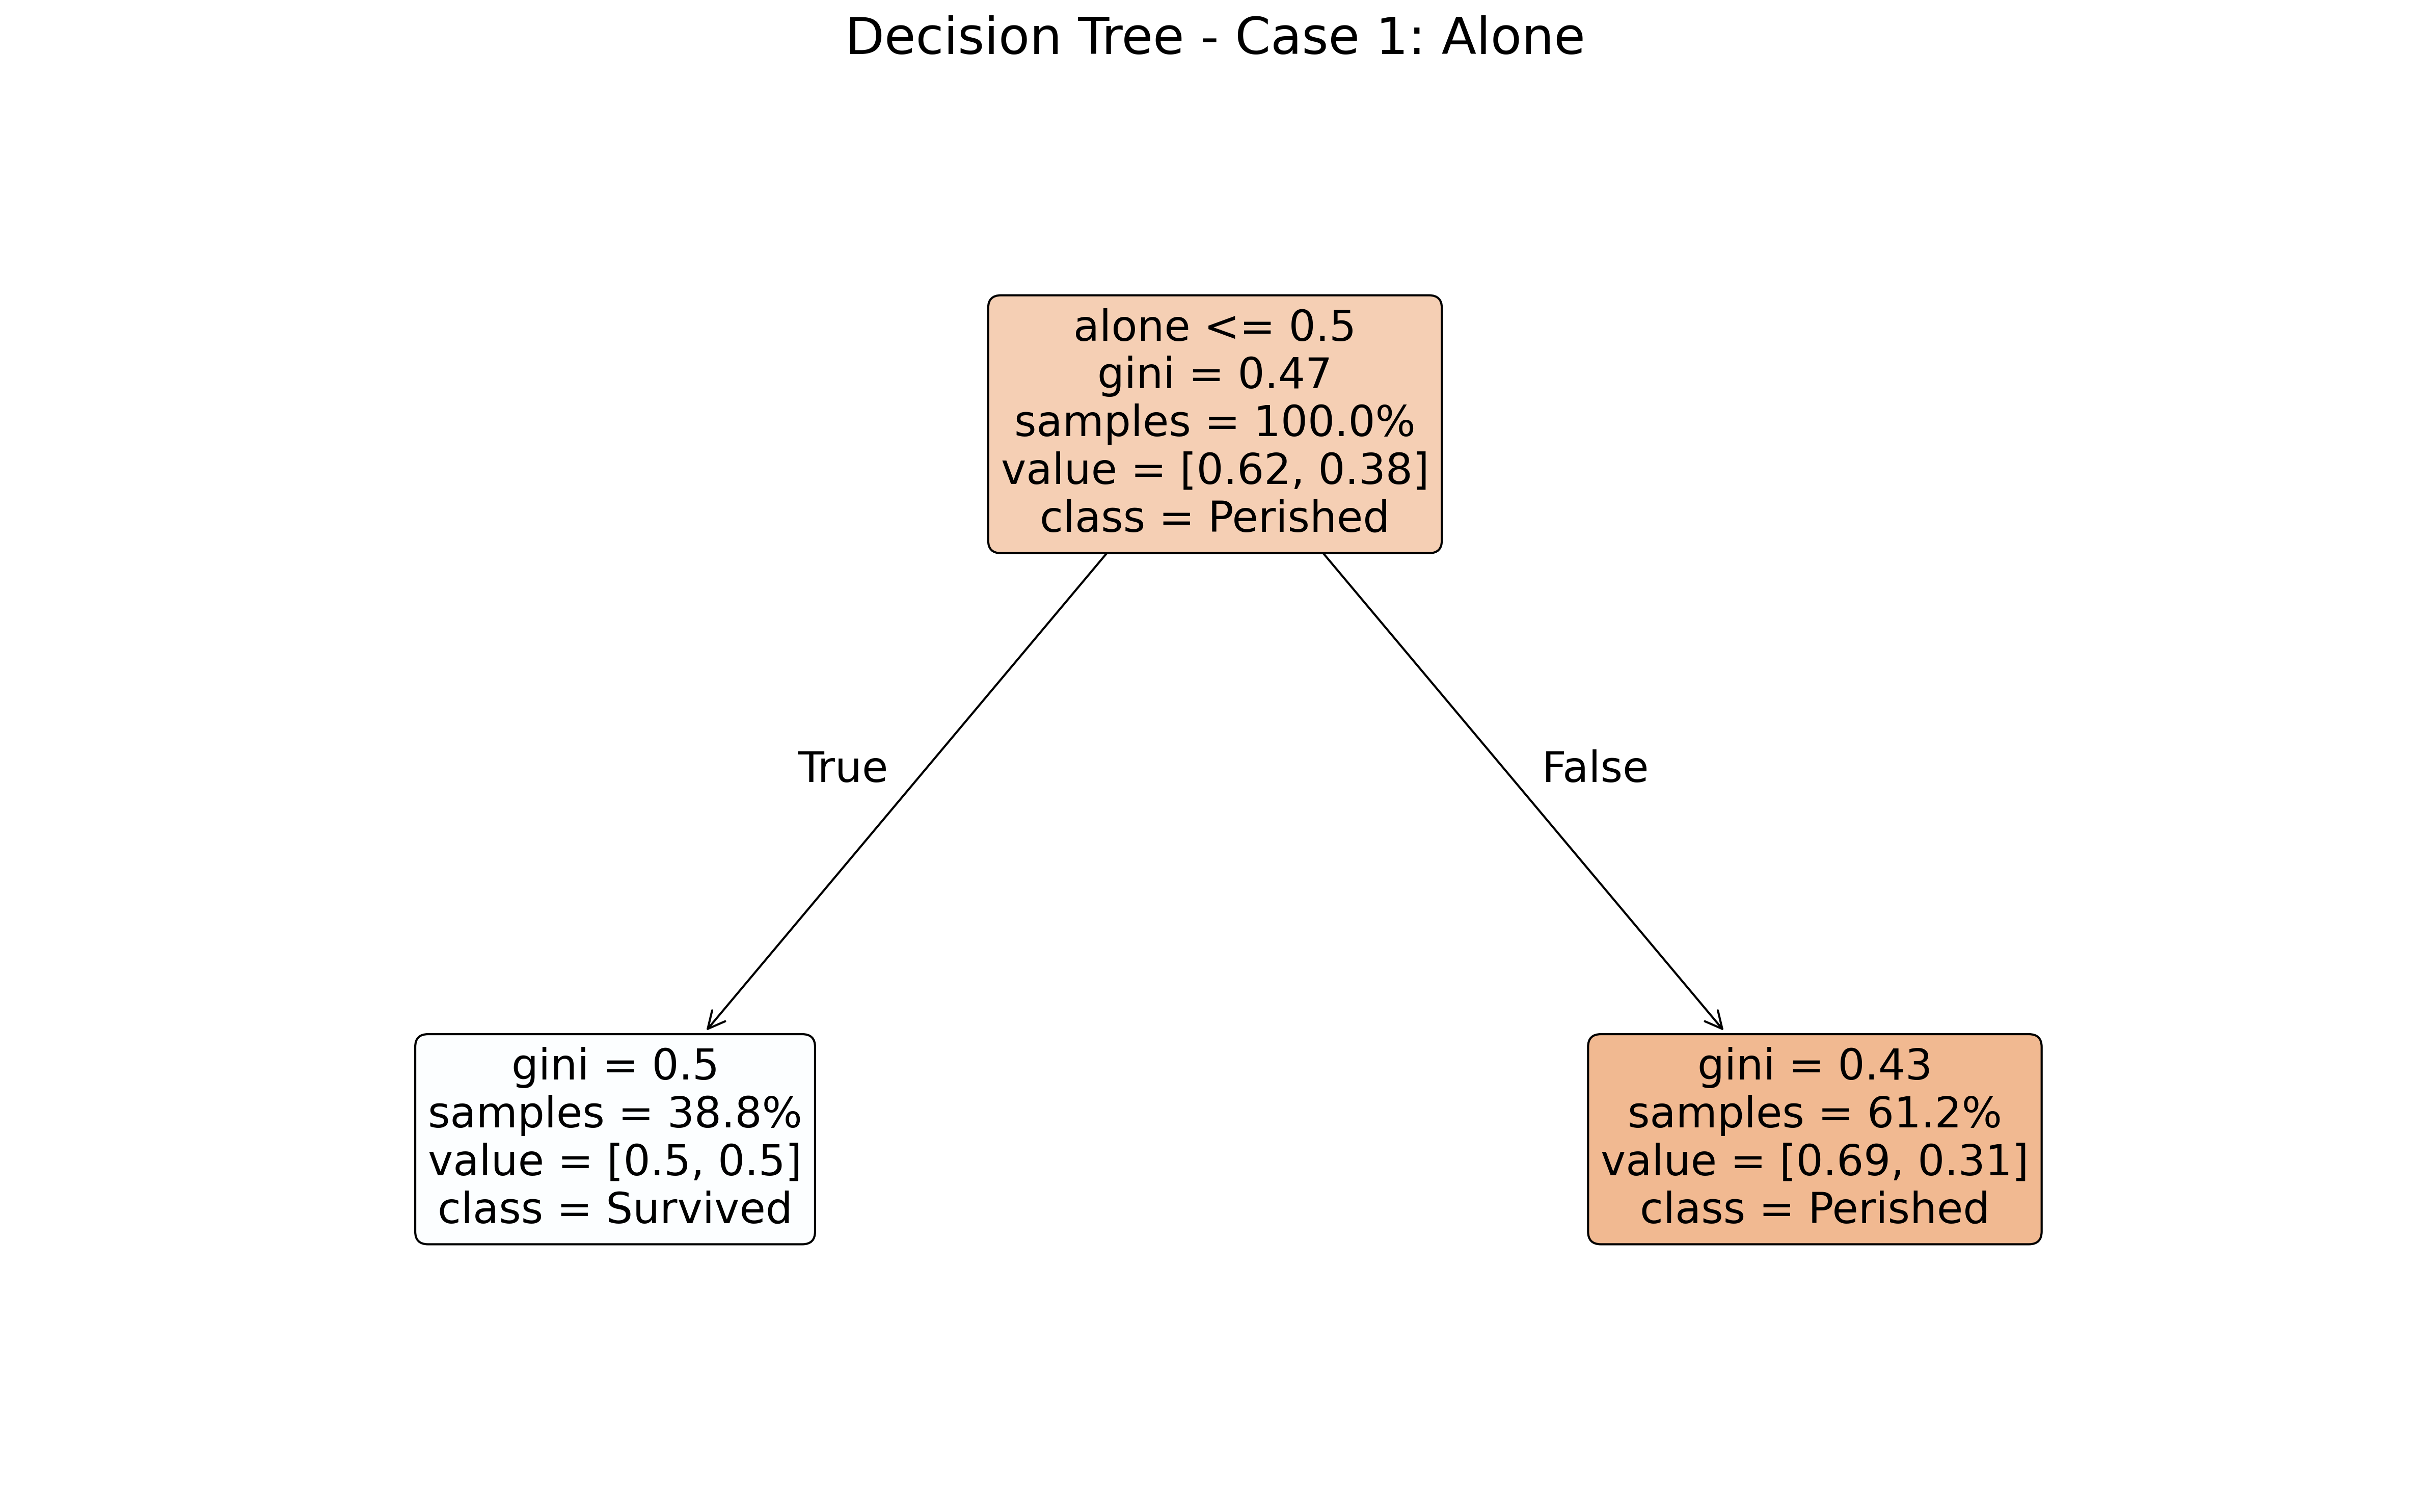 Decision Tree - Case 1: Alone
alone <= 0.5
gini = 0.47
samples = 100.0%
value = [0.62, 0.38]
class = Perished
True
False
gini = 0.5
samples = 38.8%
value = [0.5, 0.5]
class = Survived
gini = 0.43
samples = 61.2%
value = [0.69, 0.31]
class = Perished